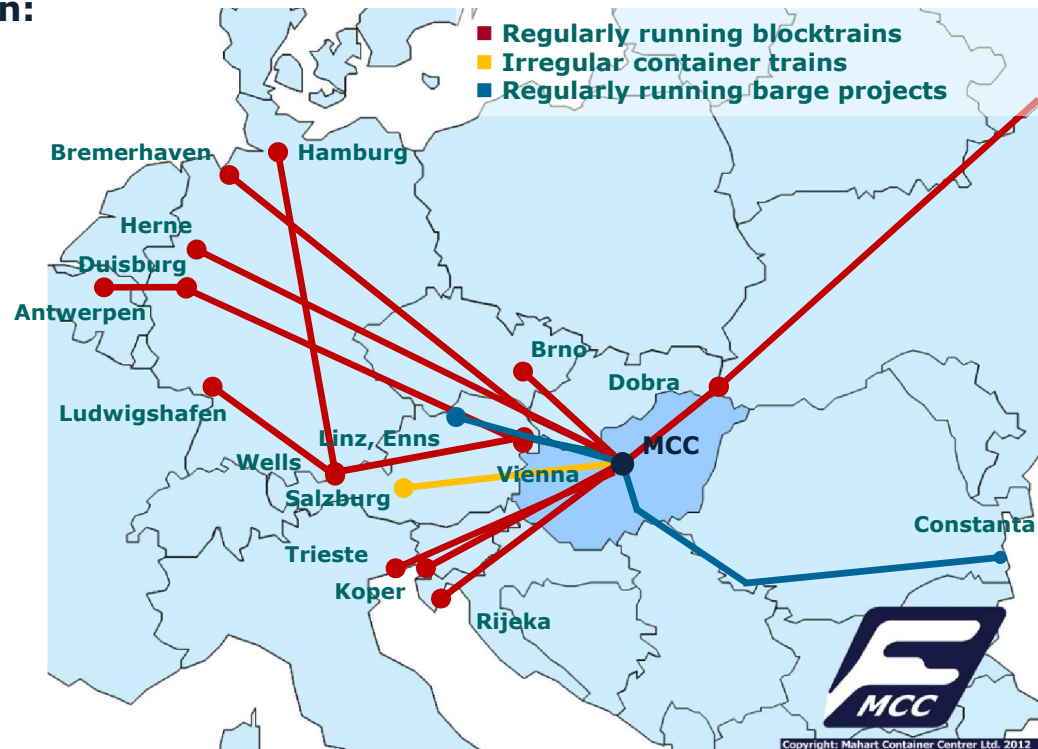 n:
Regularly running blocktrains
Irregular container trains
Regularly running barge projects
Bremerhaven
Hamburg
Herne
Duisburg
Antwerpen
Brno
Dobra
Ludwigshafen
Linz, Enns
MCC
Wells
Vienna
Salzburg
Constanta
Trieste
Koper
Rijeka
MCC
Copyright: Mahart Container Centrer Ltd. 2012